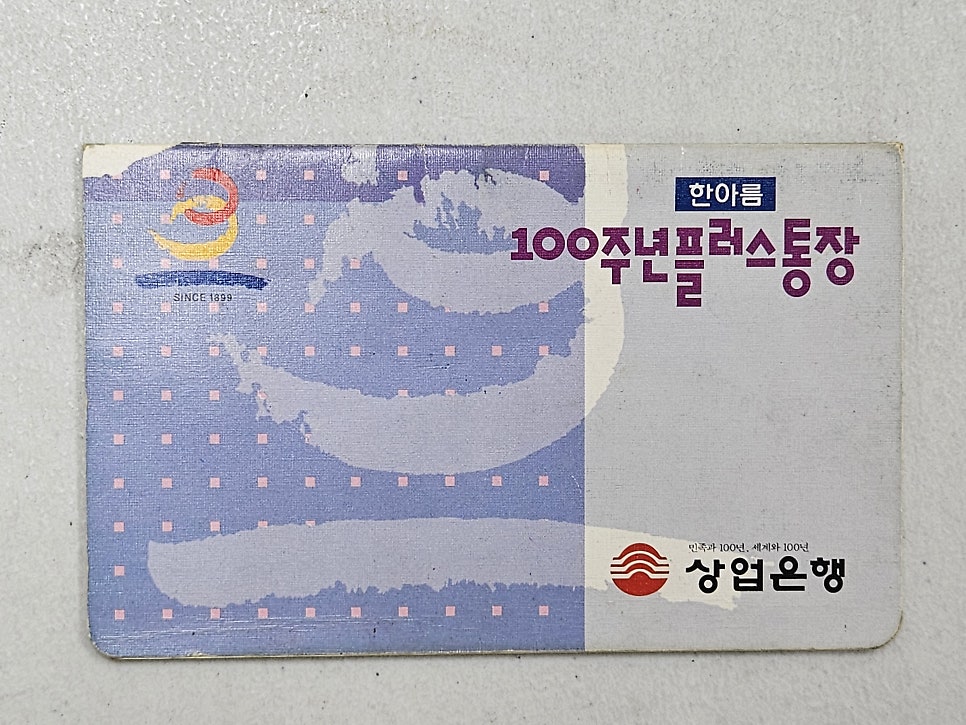 SINCE 1899
한아름
100주년플러스통장
민족과 100년, 세계와 100년
상업은행